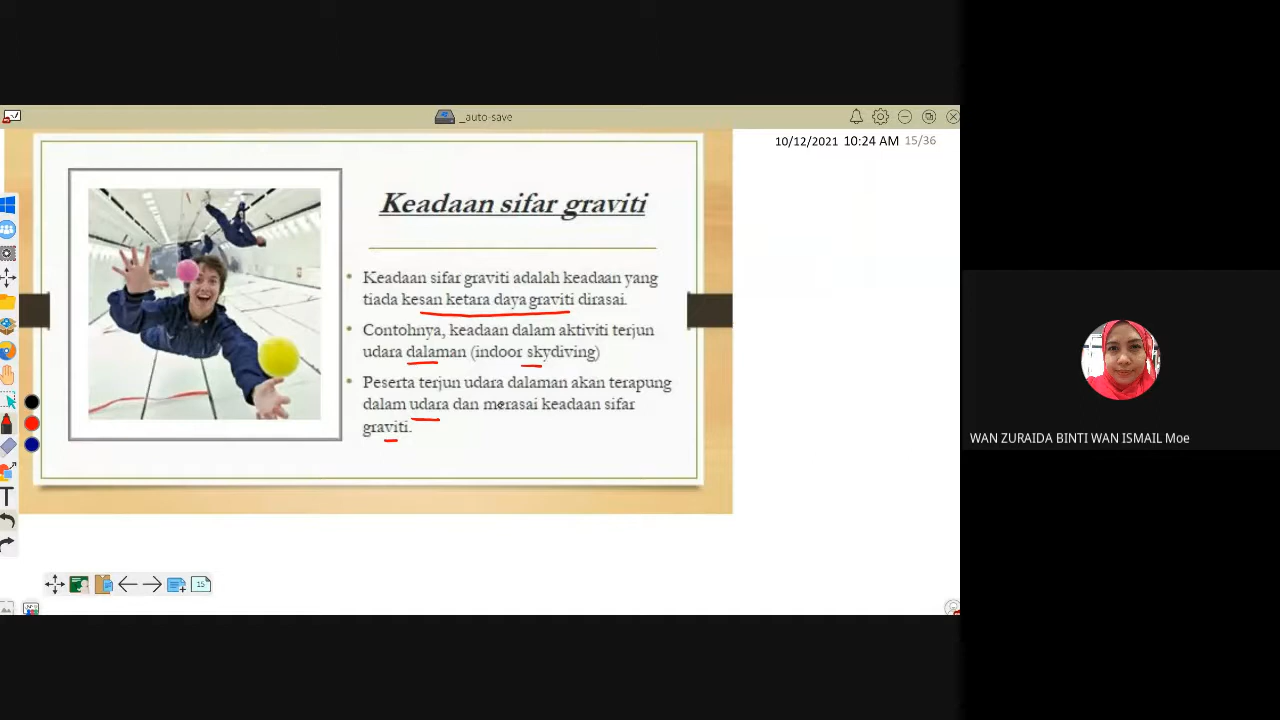 _auto-save
10/12/2021 10:24 AM 15/36
Keadaan sifar graviti
Keadaan sifar graviti adalah keadaan yang
tiada kesan ketara daya graviti dirasai.
Contohnya, keadaan dalam aktiviti terjun
udara dalaman (indoor skydiving)
Peserta terjun udara dalaman akan terapung
dalam udara dan merasai keadaan sifar
graviti.
WAN ZURAIDA BINTI WAN ISMAIL Moe
T
15